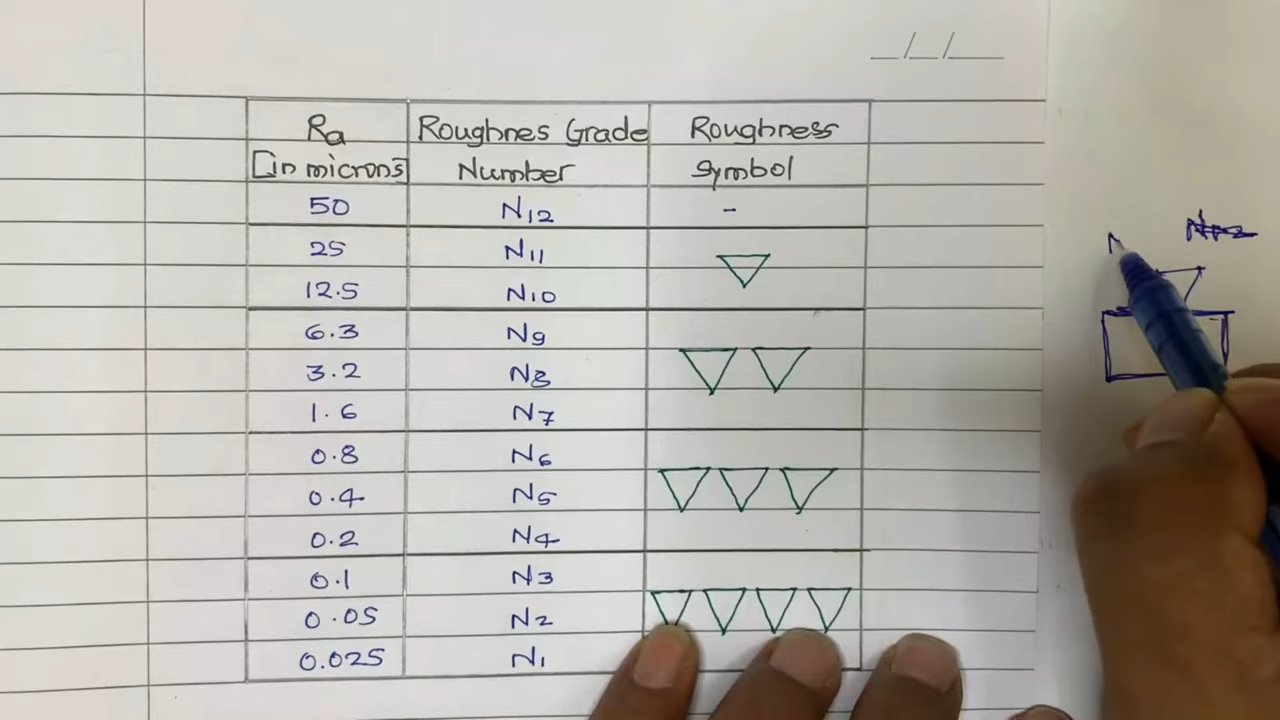 _/_/_
Ra Roughnes Grade Roughness
[in microns] Number symbol
50 N12 -
25 N11
12.5 N10
6.3 N9
3.2 N8
1.6 N7
0.8 N6
0.4 N5
0.2 N4
0.1 N3
0.05 N2
0.025 N1